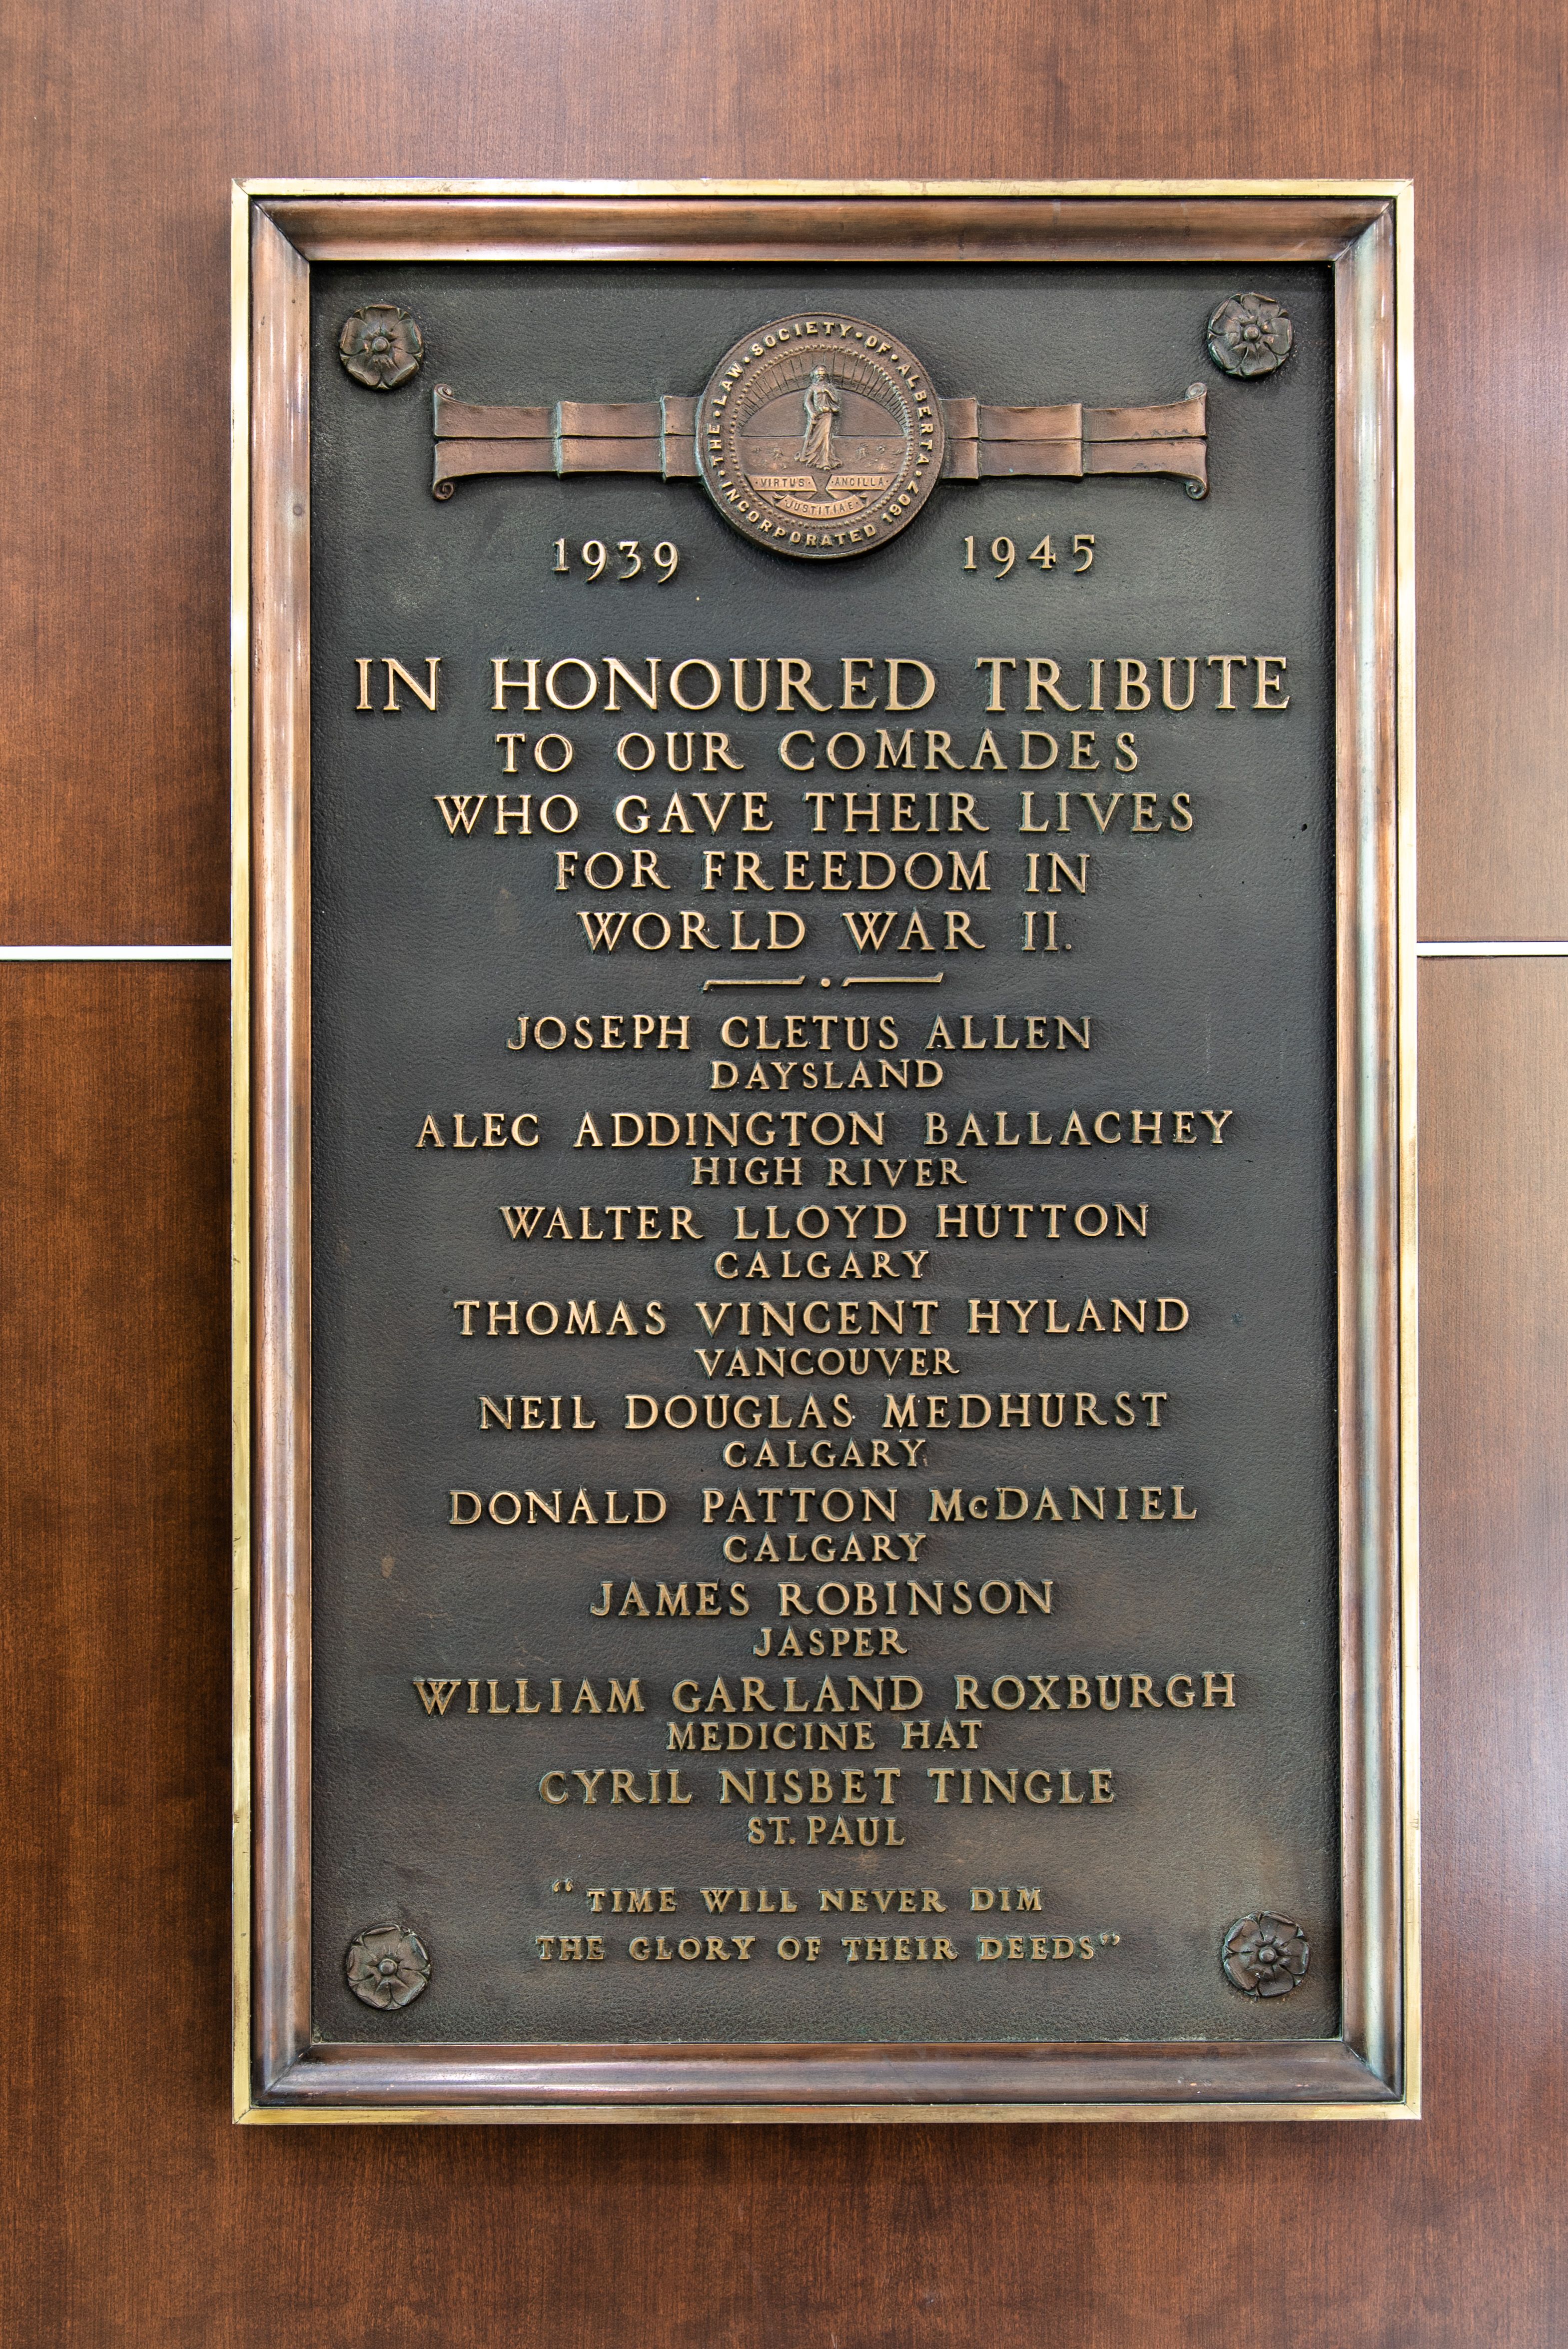 THE · LAW · SOCIETY · OF · ALBERTA ·
INCORPORATED 1907
· VIRTUS · ANCILLA ·
· JUSTITIAE ·
1939 1945
IN HONOURED TRIBUTE
TO OUR COMRADES
WHO GAVE THEIR LIVES
FOR FREEDOM IN
WORLD WAR II.
JOSEPH CLETUS ALLEN
DAYSLAND
ALEC ADDINGTON BALLACHEY
HIGH RIVER
WALTER LLOYD HUTTON
CALGARY
THOMAS VINCENT HYLAND
VANCOUVER
NEIL DOUGLAS MEDHURST
CALGARY
DONALD PATTON McDANIEL
CALGARY
JAMES ROBINSON
JASPER
WILLIAM GARLAND ROXBURGH
MEDICINE HAT
CYRIL NISBET TINGLE
ST. PAUL
“TIME WILL NEVER DIM
THE GLORY OF THEIR DEEDS”